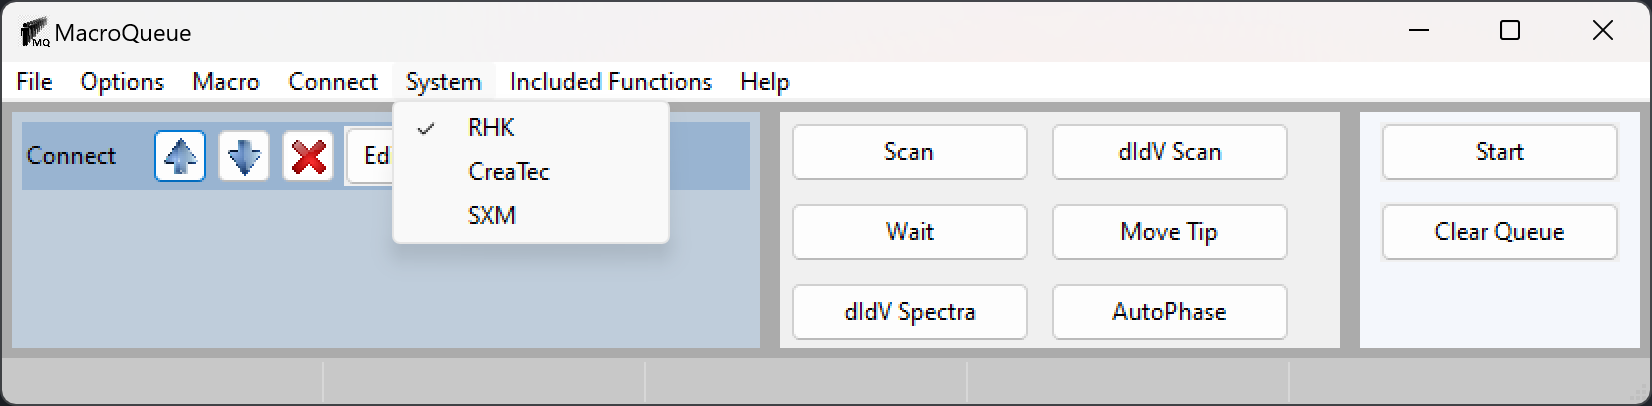 MQ MacroQueue
File Options Macro Connect System Included Functions Help
RHK
CreaTec
SXM
Connect
Scan dIdV Scan
Wait Move Tip
dIdV Spectra AutoPhase
Start
Clear Queue